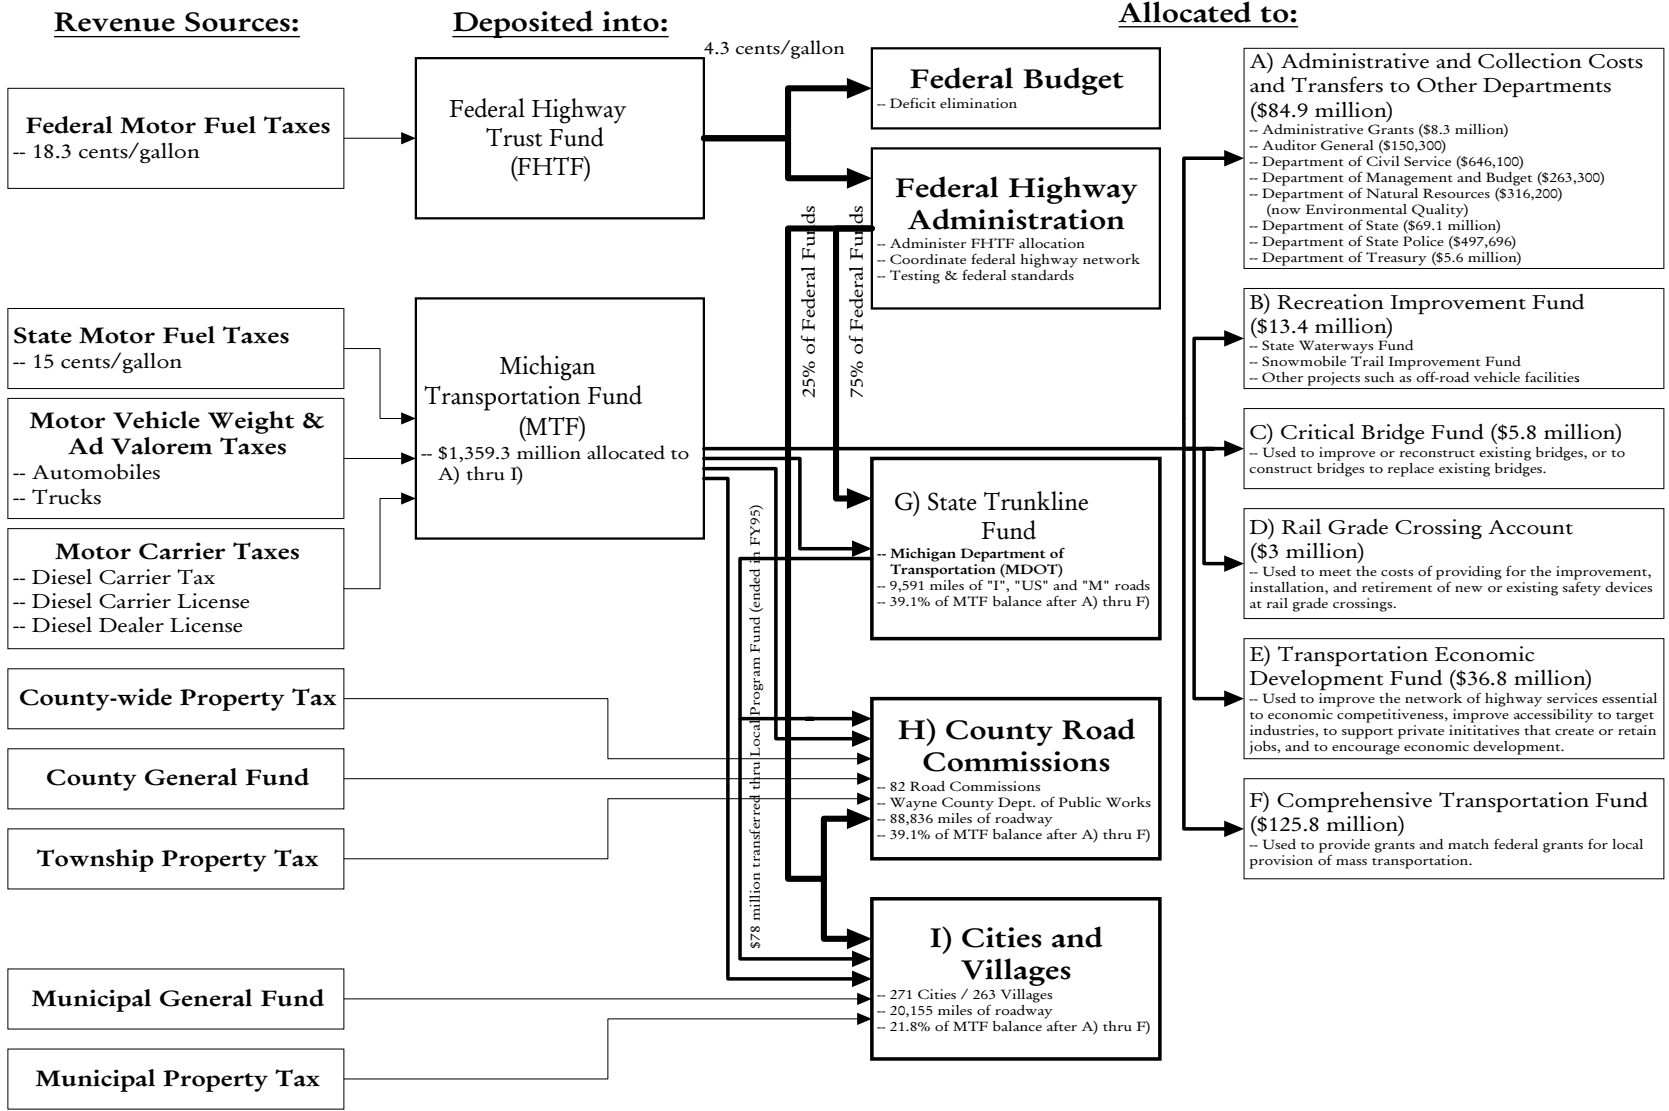 Revenue Sources:
Deposited into:
Allocated to:
Federal Motor Fuel Taxes
-- 18.3 cents/gallon
State Motor Fuel Taxes
-- 15 cents/gallon
Motor Vehicle Weight &
Ad Valorem Taxes
-- Automobiles
-- Trucks
Motor Carrier Taxes
-- Diesel Carrier Tax
-- Diesel Carrier License
-- Diesel Dealer License
County-wide Property Tax
County General Fund
Township Property Tax
Municipal General Fund
Municipal Property Tax
Federal Highway
Trust Fund
(FHTF)
Michigan
Transportation Fund
(MTF)
-- $1,359.3 million allocated to
A) thru I)
4.3 cents/gallon
25% of Federal Funds
75% of Federal Funds
$78 million transferred thru Local Program Fund (ended in FY95)
Federal Budget
-- Deficit elimination
Federal Highway
Administration
-- Administer FHTF allocation
-- Coordinate federal highway network
-- Testing & federal standards
G) State Trunkline
Fund
-- Michigan Department of
Transportation (MDOT)
-- 9,591 miles of "I", "US" and "M" roads
-- 39.1% of MTF balance after A) thru F)
H) County Road
Commissions
-- 82 Road Commissions
-- Wayne County Dept. of Public Works
-- 88,836 miles of roadway
-- 39.1% of MTF balance after A) thru F)
I) Cities and
Villages
-- 271 Cities / 263 Villages
-- 20,155 miles of roadway
-- 21.8% of MTF balance after A) thru F)
A) Administrative and Collection Costs
and Transfers to Other Departments
($84.9 million)
-- Administrative Grants ($8.3 million)
-- Auditor General ($150,300)
-- Department of Civil Service ($646,100)
-- Department of Management and Budget ($263,300)
-- Department of Natural Resources ($316,200)
(now Environmental Quality)
-- Department of State ($69.1 million)
-- Department of State Police ($497,696)
-- Department of Treasury ($5.6 million)
B) Recreation Improvement Fund
($13.4 million)
-- State Waterways Fund
-- Snowmobile Trail Improvement Fund
-- Other projects such as off-road vehicle facilities
C) Critical Bridge Fund ($5.8 million)
-- Used to improve or reconstruct existing bridges, or to
construct bridges to replace existing bridges.
D) Rail Grade Crossing Account
($3 million)
-- Used to meet the costs of providing for the improvement,
installation, and retirement of new or existing safety devices
at rail grade crossings.
E) Transportation Economic
Development Fund ($36.8 million)
-- Used to improve the network of highway services essential
to economic competitiveness, improve accessibility to target
industries, to support private inititatives that create or retain
jobs, and to encourage economic development.
F) Comprehensive Transportation Fund
($125.8 million)
-- Used to provide grants and match federal grants for local
provision of mass transportation.